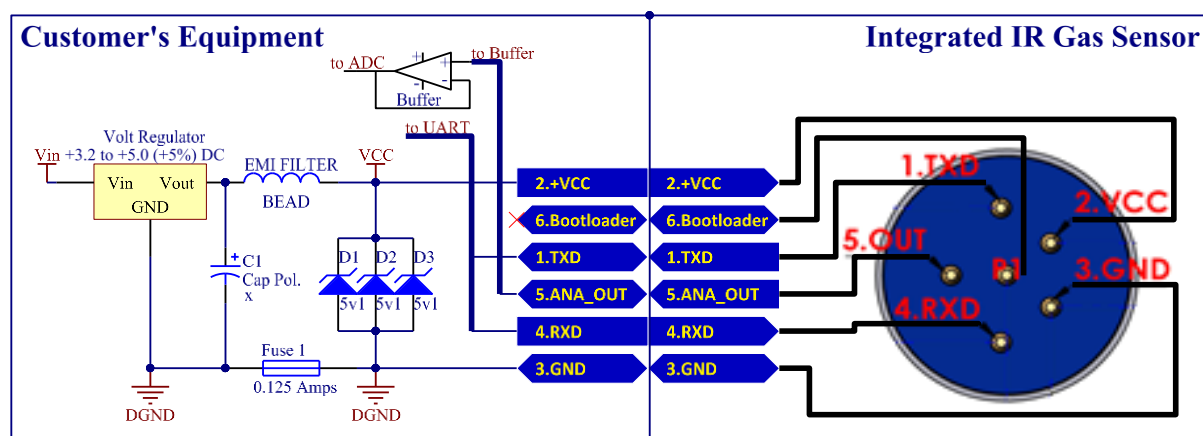 Customer's Equipment
Integrated IR Gas Sensor
to ADC
+
+
-
-
to Buffer
Buffer
to UART
Volt Regulator
+3.2 to +5.0 (+5%) DC
Vin
Vin
Vout
GND
EMI FILTER
BEAD
VCC
+
C1
Cap Pol.
x
D1
D2
D3
5v1
5v1
5v1
Fuse 1
0.125 Amps
DGND
DGND
2.+VCC
2.+VCC
6.Bootloader
6.Bootloader
1.TXD
1.TXD
5.ANA_OUT
5.ANA_OUT
4.RXD
4.RXD
3.GND
3.GND
1.TXD
2.VCC
5.OUT
3.GND
4.RXD